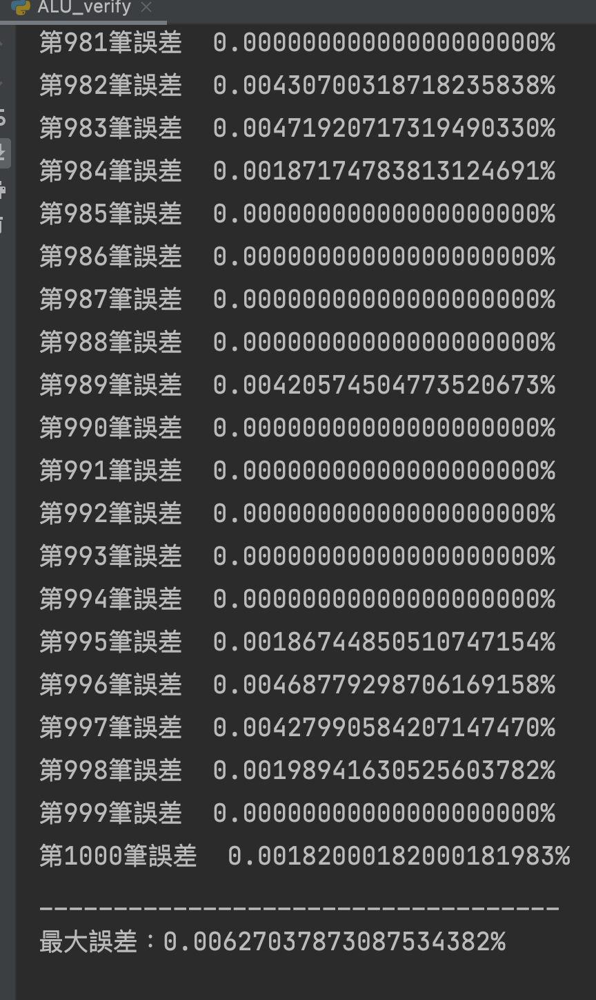 ALU_verify ×
第981筆誤差 0.00000000000000000000%
第982筆誤差 0.00430700318718235838%
第983筆誤差 0.00471920717319490330%
第984筆誤差 0.00187174783813124691%
第985筆誤差 0.00000000000000000000%
第986筆誤差 0.00000000000000000000%
第987筆誤差 0.00000000000000000000%
第988筆誤差 0.00000000000000000000%
第989筆誤差 0.00420574504773520673%
第990筆誤差 0.00000000000000000000%
第991筆誤差 0.00000000000000000000%
第992筆誤差 0.00000000000000000000%
第993筆誤差 0.00000000000000000000%
第994筆誤差 0.00000000000000000000%
第995筆誤差 0.00186744850510747154%
第996筆誤差 0.00468779298706169158%
第997筆誤差 0.00427990584207147470%
第998筆誤差 0.00198941630525603782%
第999筆誤差 0.00000000000000000000%
第1000筆誤差 0.00182000182000181983%
-----------------------------------
最大誤差：0.00627037873087534382%